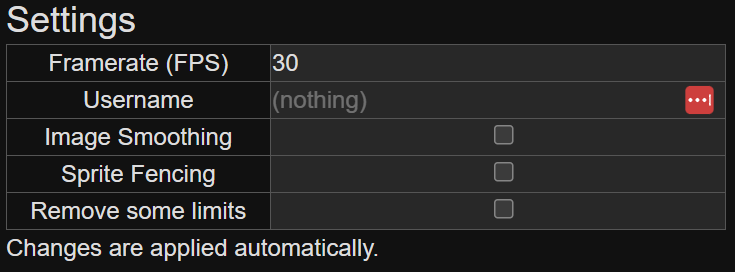 Settings
Framerate (FPS) 30
Username (nothing)
Image Smoothing
Sprite Fencing
Remove some limits
Changes are applied automatically.